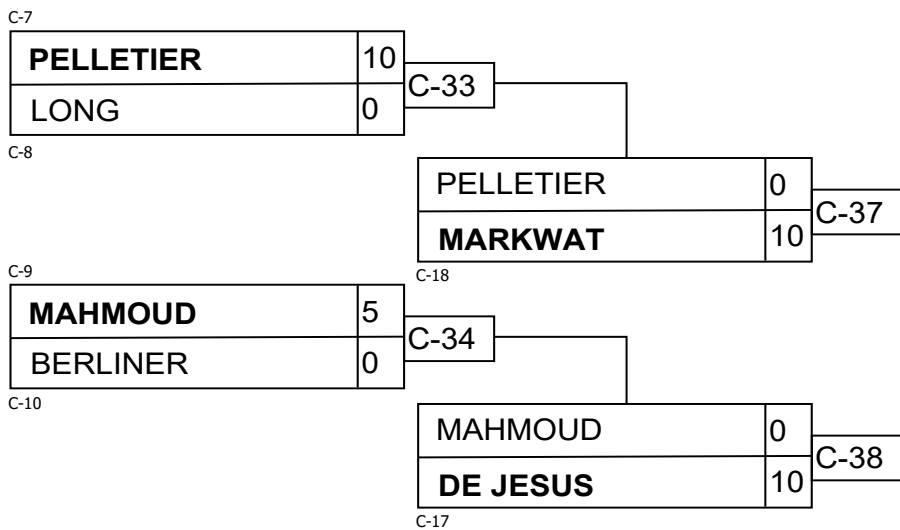 C-7
PELLETIER 10
C-33
LONG 0
C-8
PELLETIER 0
C-37
MARKWAT 10
C-18
C-9
MAHMOUD 5
C-34
BERLINER 0
C-10
MAHMOUD 0
C-38
DE JESUS 10
C-17